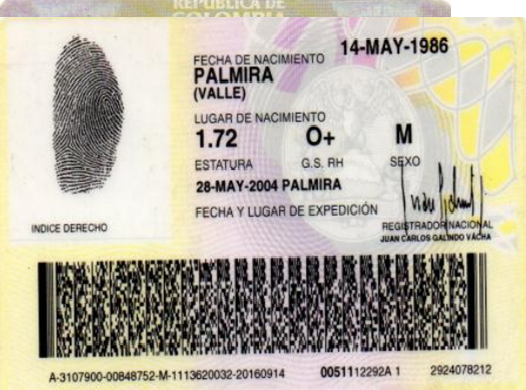 REPUBLICA DE
COLOMBIA
FECHA DE NACIMIENTO 14-MAY-1986
PALMIRA
(VALLE)
LUGAR DE NACIMIENTO
1.72 O+ M
ESTATURA G.S. RH SEXO
28-MAY-2004 PALMIRA
FECHA Y LUGAR DE EXPEDICIÓN
INDICE DERECHO
REGISTRADOR NACIONAL
JUAN CARLOS GALINDO VÁCHA
A-3107900-00848752-M-1113620032-20160914 0051112292A 1 2924078212